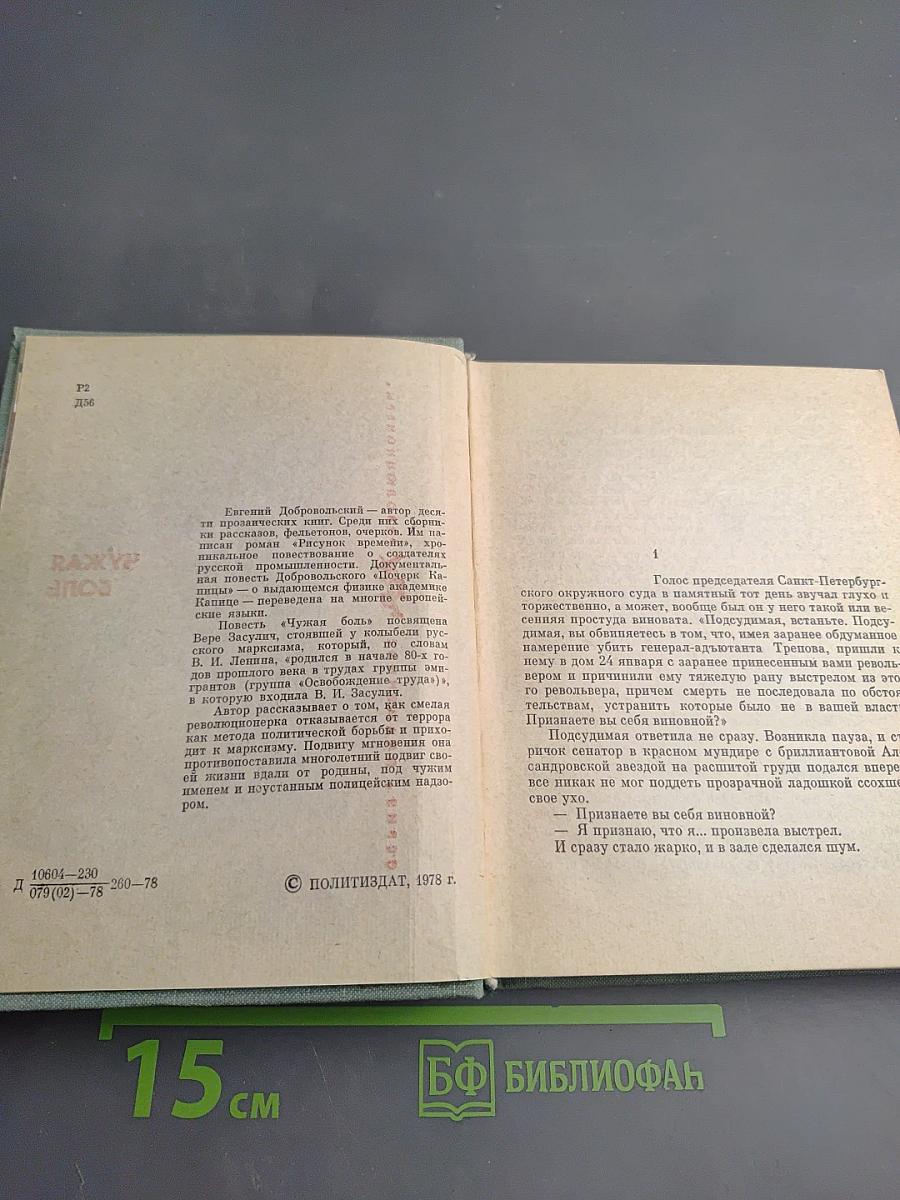 Р2
Д56
ЧУЖАЯ
БОЛЬ
Евгений Добровольский — автор деся-
ти прозаических книг. Среди них сборни-
ки рассказов, фельетонов, очерков. Им на-
писан роман «Рисунок времени», хро-
никальное повествование о создателях
русской промышленности. Документаль-
ная повесть Добровольского «Почерк Ка-
пицы» — о выдающемся физике академике
Капице — переведена на многие европей-
ские языки.
Повесть «Чужая боль» посвящена
Вере Засулич, стоявшей у колыбели рус-
ского марксизма, который, по словам
В. И. Ленина, «родился в начале 80-х го-
дов прошлого века в трудах группы эми-
грантов (группа «Освобождение труда»)»,
в которую входила В. И. Засулич.
Автор рассказывает о том, как смелая
революционерка отказывается от террора
как метода политической борьбы и прихо-
дит к марксизму. Подвигу мгновения она
противопоставила многолетний подвиг сво-
ей жизни вдали от родины, под чужим
именем и неустанным полицейским надзо-
ром.
Д 10604—230
079(02)—78 260—78
© ПОЛИТИЗДАТ, 1978 г.
1
Голос председателя Санкт-Петербург-
ского окружного суда в памятный тот день звучал глухо и
торжественно, а может, вообще был он у него такой или ве-
сенняя простуда виновата. «Подсудимая, встаньте. Подсу-
димая, вы обвиняетесь в том, что, имея заранее обдуманное
намерение убить генерал-адъютанта Трепова, пришли к
нему в дом 24 января с заранее принесенным вами револь-
вером и причинили ему тяжелую рану выстрелом из это
го револьвера, причем смерть не последовала по обстоя
тельствам, устранить которые было не в вашей власт
Признаете вы себя виновной?»
Подсудимая ответила не сразу. Возникла пауза, и ст
ричок сенатор в красном мундире с бриллиантовой Ал
сандровской звездой на расшитой груди подался впере
все никак не мог поддеть прозрачной ладошкой ссохше
свое ухо.
— Признаете вы себя виновной?
— Я признаю, что я... произвела выстрел.
И сразу стало жарко, и в зале сделался шум.
15 см
БФ БИБЛИОФАН